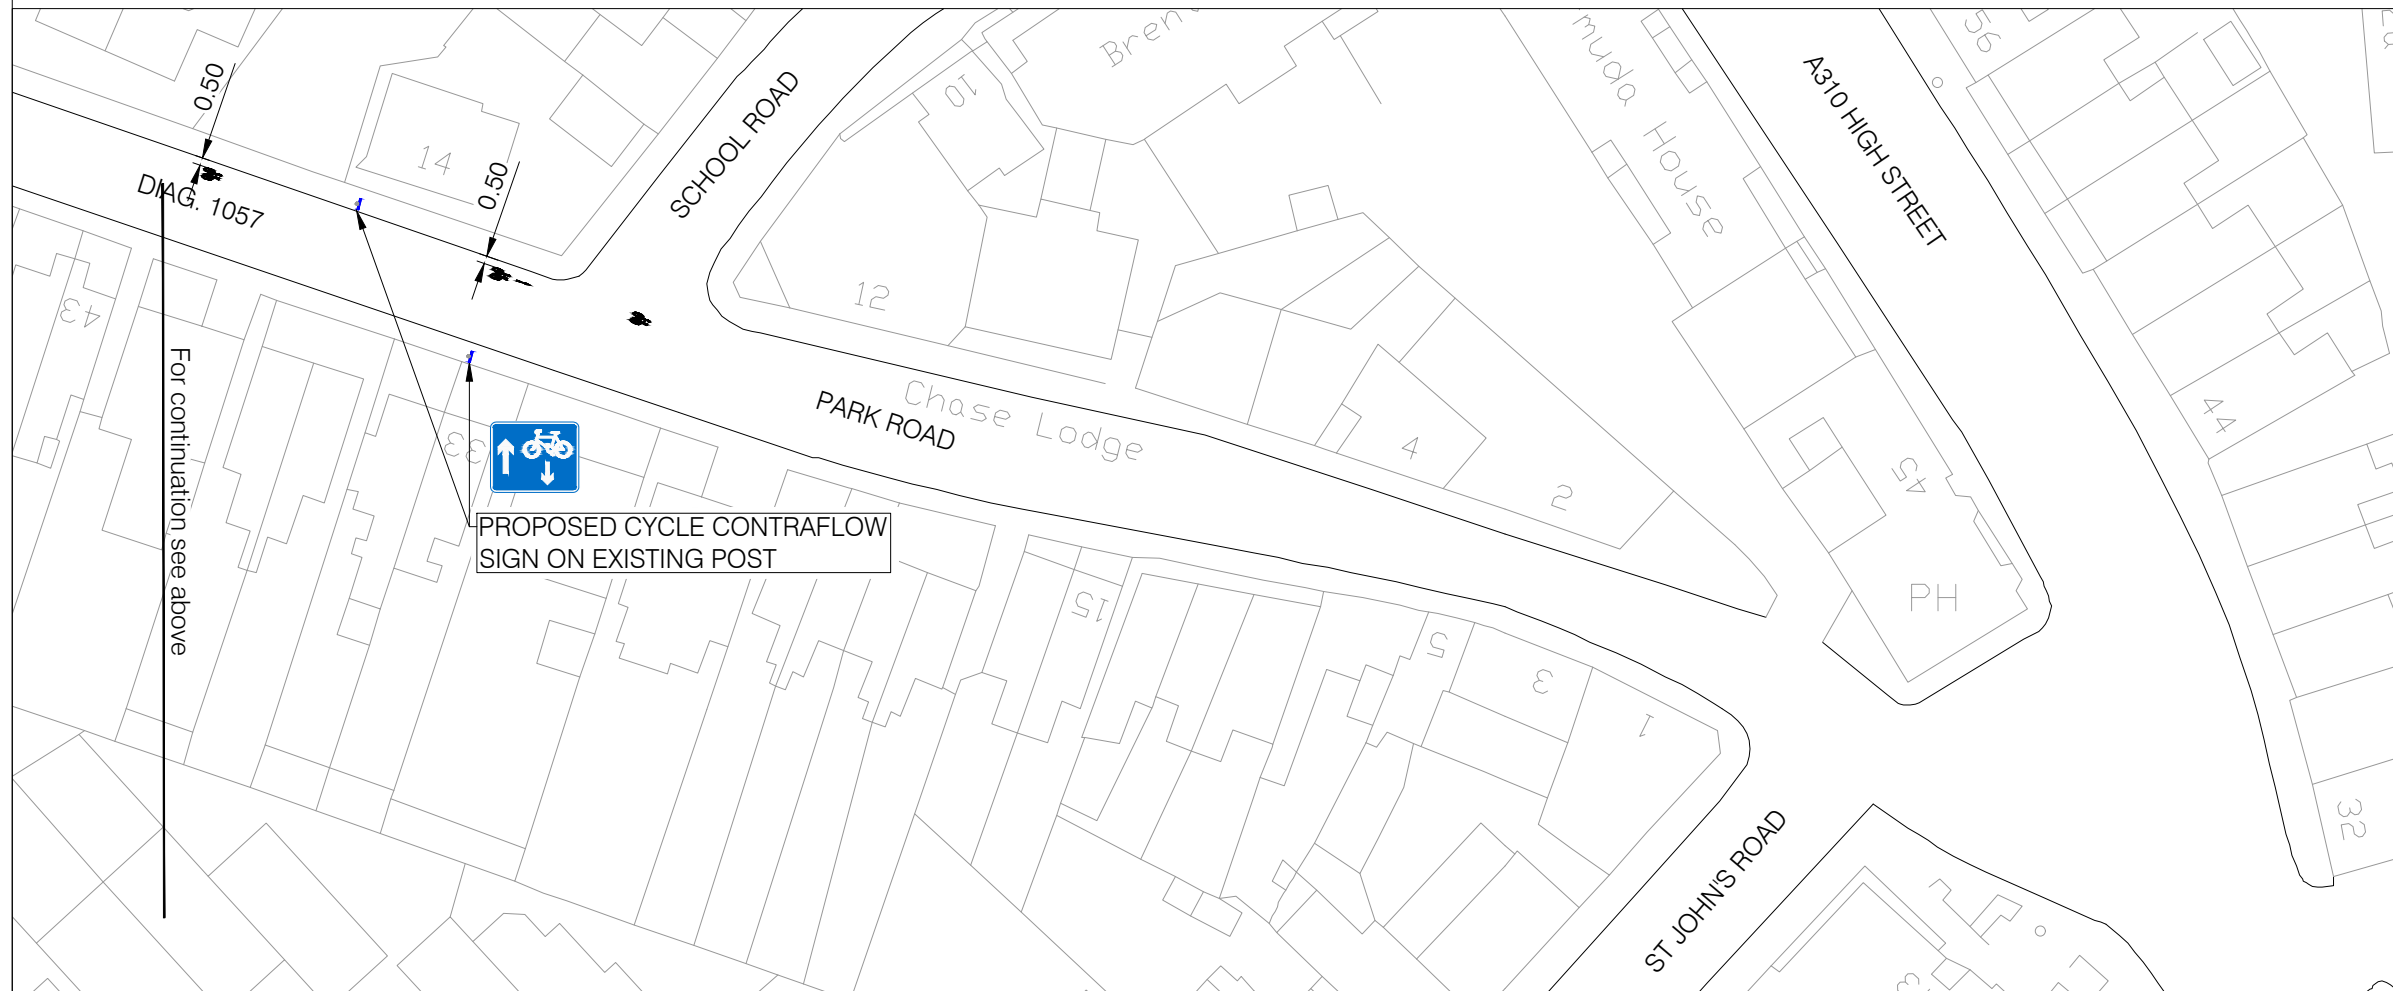 Bren
muda House
56
0.50
10
SCHOOL ROAD
A310 HIGH STREET
14
0.50
DIAG. 1057
12
43
For continuation see above
PARK ROAD
Chase Lodge
33
4
44
2
45
PROPOSED CYCLE CONTRAFLOW
SIGN ON EXISTING POST
15
PH
5
3
1
32
ST JOHN'S ROAD